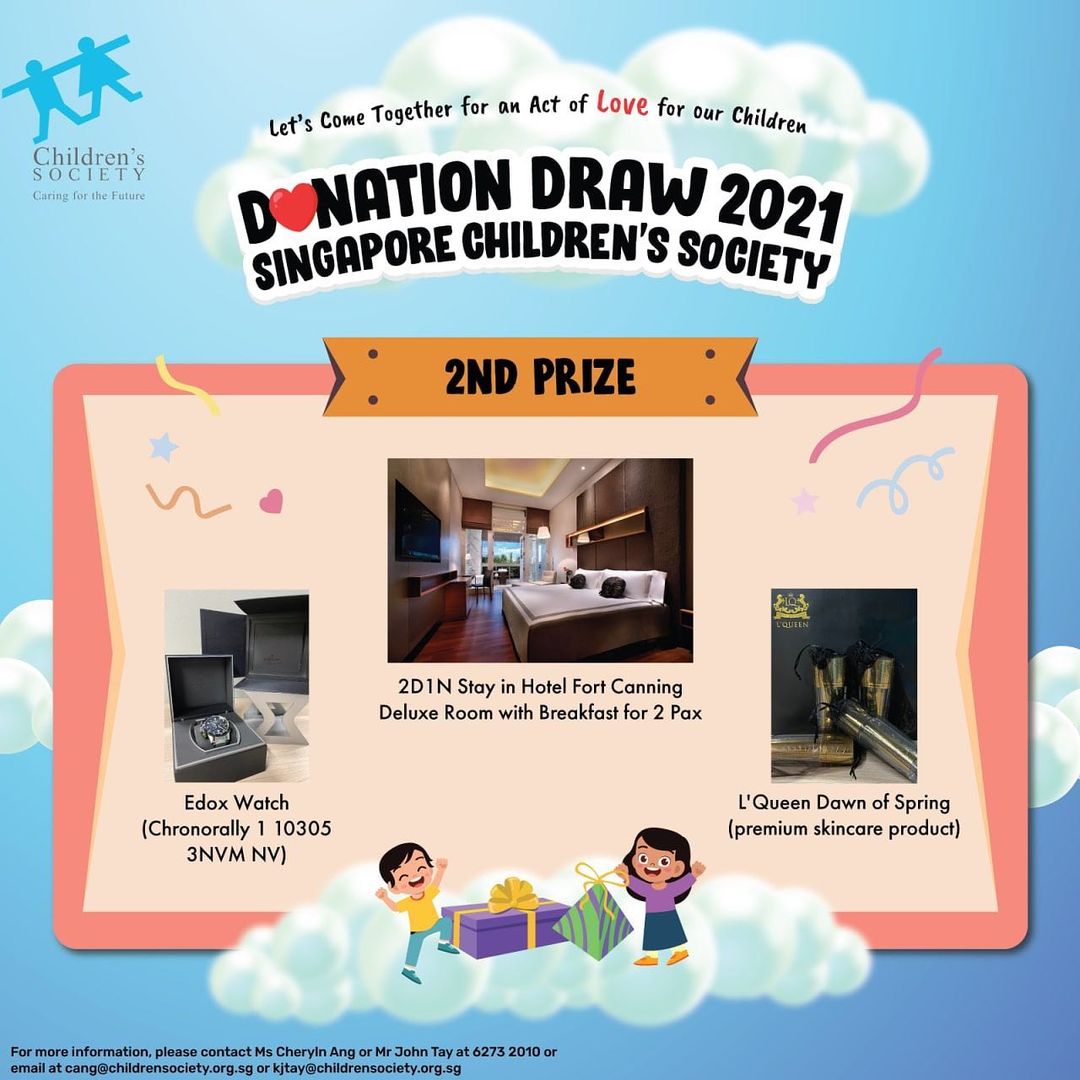 Children's
SOCIETY
Caring for the Future
Let's Come Together for an Act of Love for our Children
DONATION DRAW 2021
SINGAPORE CHILDREN'S SOCIETY
2ND PRIZE
2D1N Stay in Hotel Fort Canning
Deluxe Room with Breakfast for 2 Pax
LQ
L'QUEEN
Edox Watch
(Chronorally 1 10305
3NVM NV)
L'Queen Dawn of Spring
(premium skincare product)
For more information, please contact Ms Cheryln Ang or Mr John Tay at 6273 2010 or
email at cang@childrensociety.org.sg or kjtay@childrensociety.org.sg